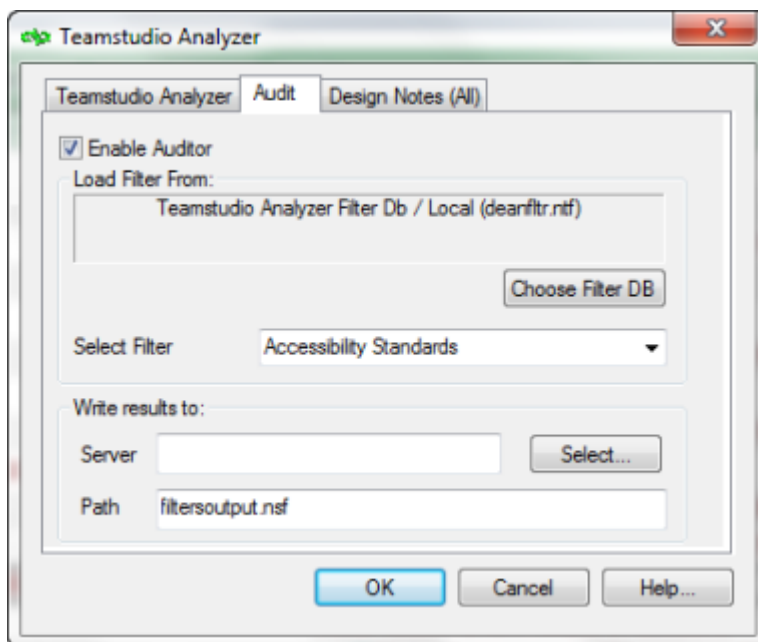 Teamstudio Analyzer
Teamstudio Analyzer Audit Design Notes (All)
Enable Auditor
Load Filter From:
Teamstudio Analyzer Filter Db / Local (deanfltr.ntf)
Choose Filter DB
Select Filter Accessibility Standards
Write results to:
Server Select...
Path filtersoutput.nsf
OK Cancel Help...